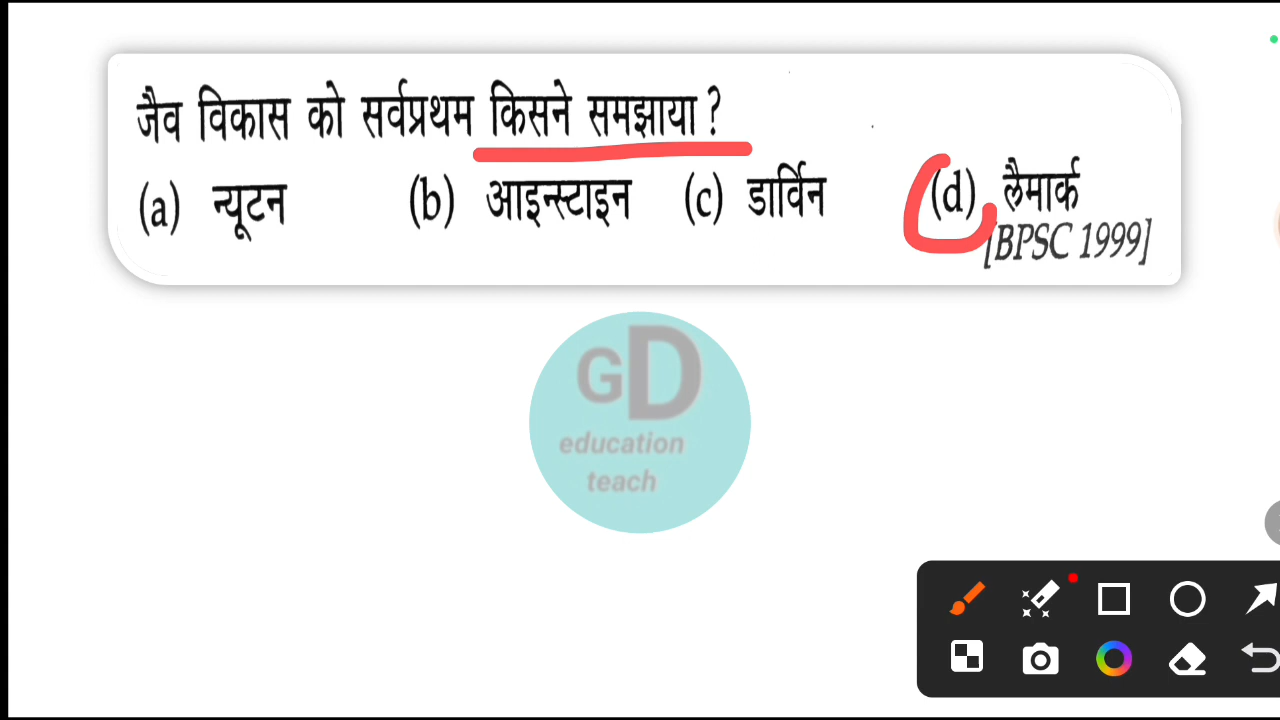 जैव विकास को सर्वप्रथम किसने समझाया ?
(a) न्यूटन (b) आइन्स्टाइन (c) डार्विन (d) लैमार्क
[BPSC 1999]
GD
education
teach